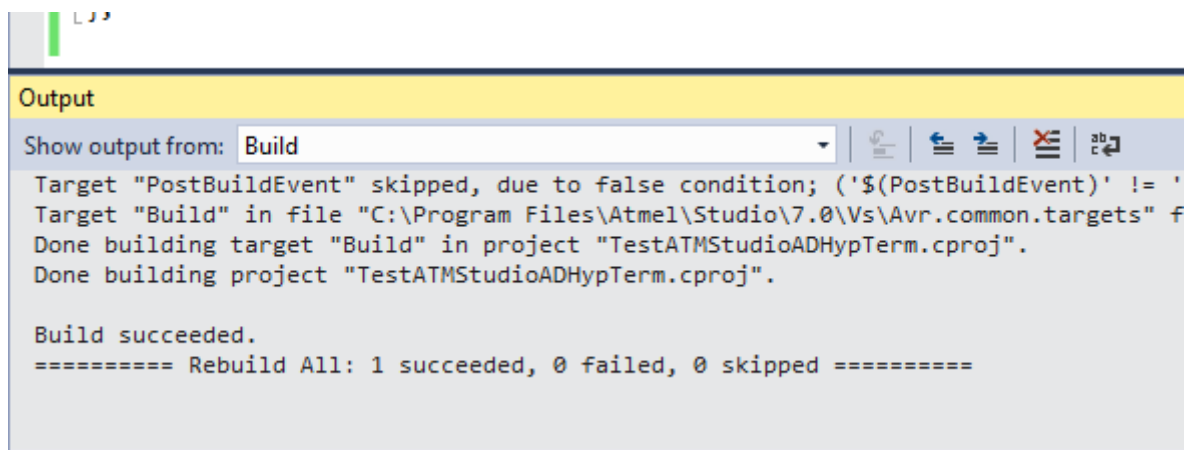 Output
Show output from: Build
Target "PostBuildEvent" skipped, due to false condition; ('$(PostBuildEvent)' != '
Target "Build" in file "C:\Program Files\Atmel\Studio\7.0\Vs\Avr.common.targets" f
Done building target "Build" in project "TestATMStudioADHypTerm.cproj".
Done building project "TestATMStudioADHypTerm.cproj".
Build succeeded.
========== Rebuild All: 1 succeeded, 0 failed, 0 skipped ==========